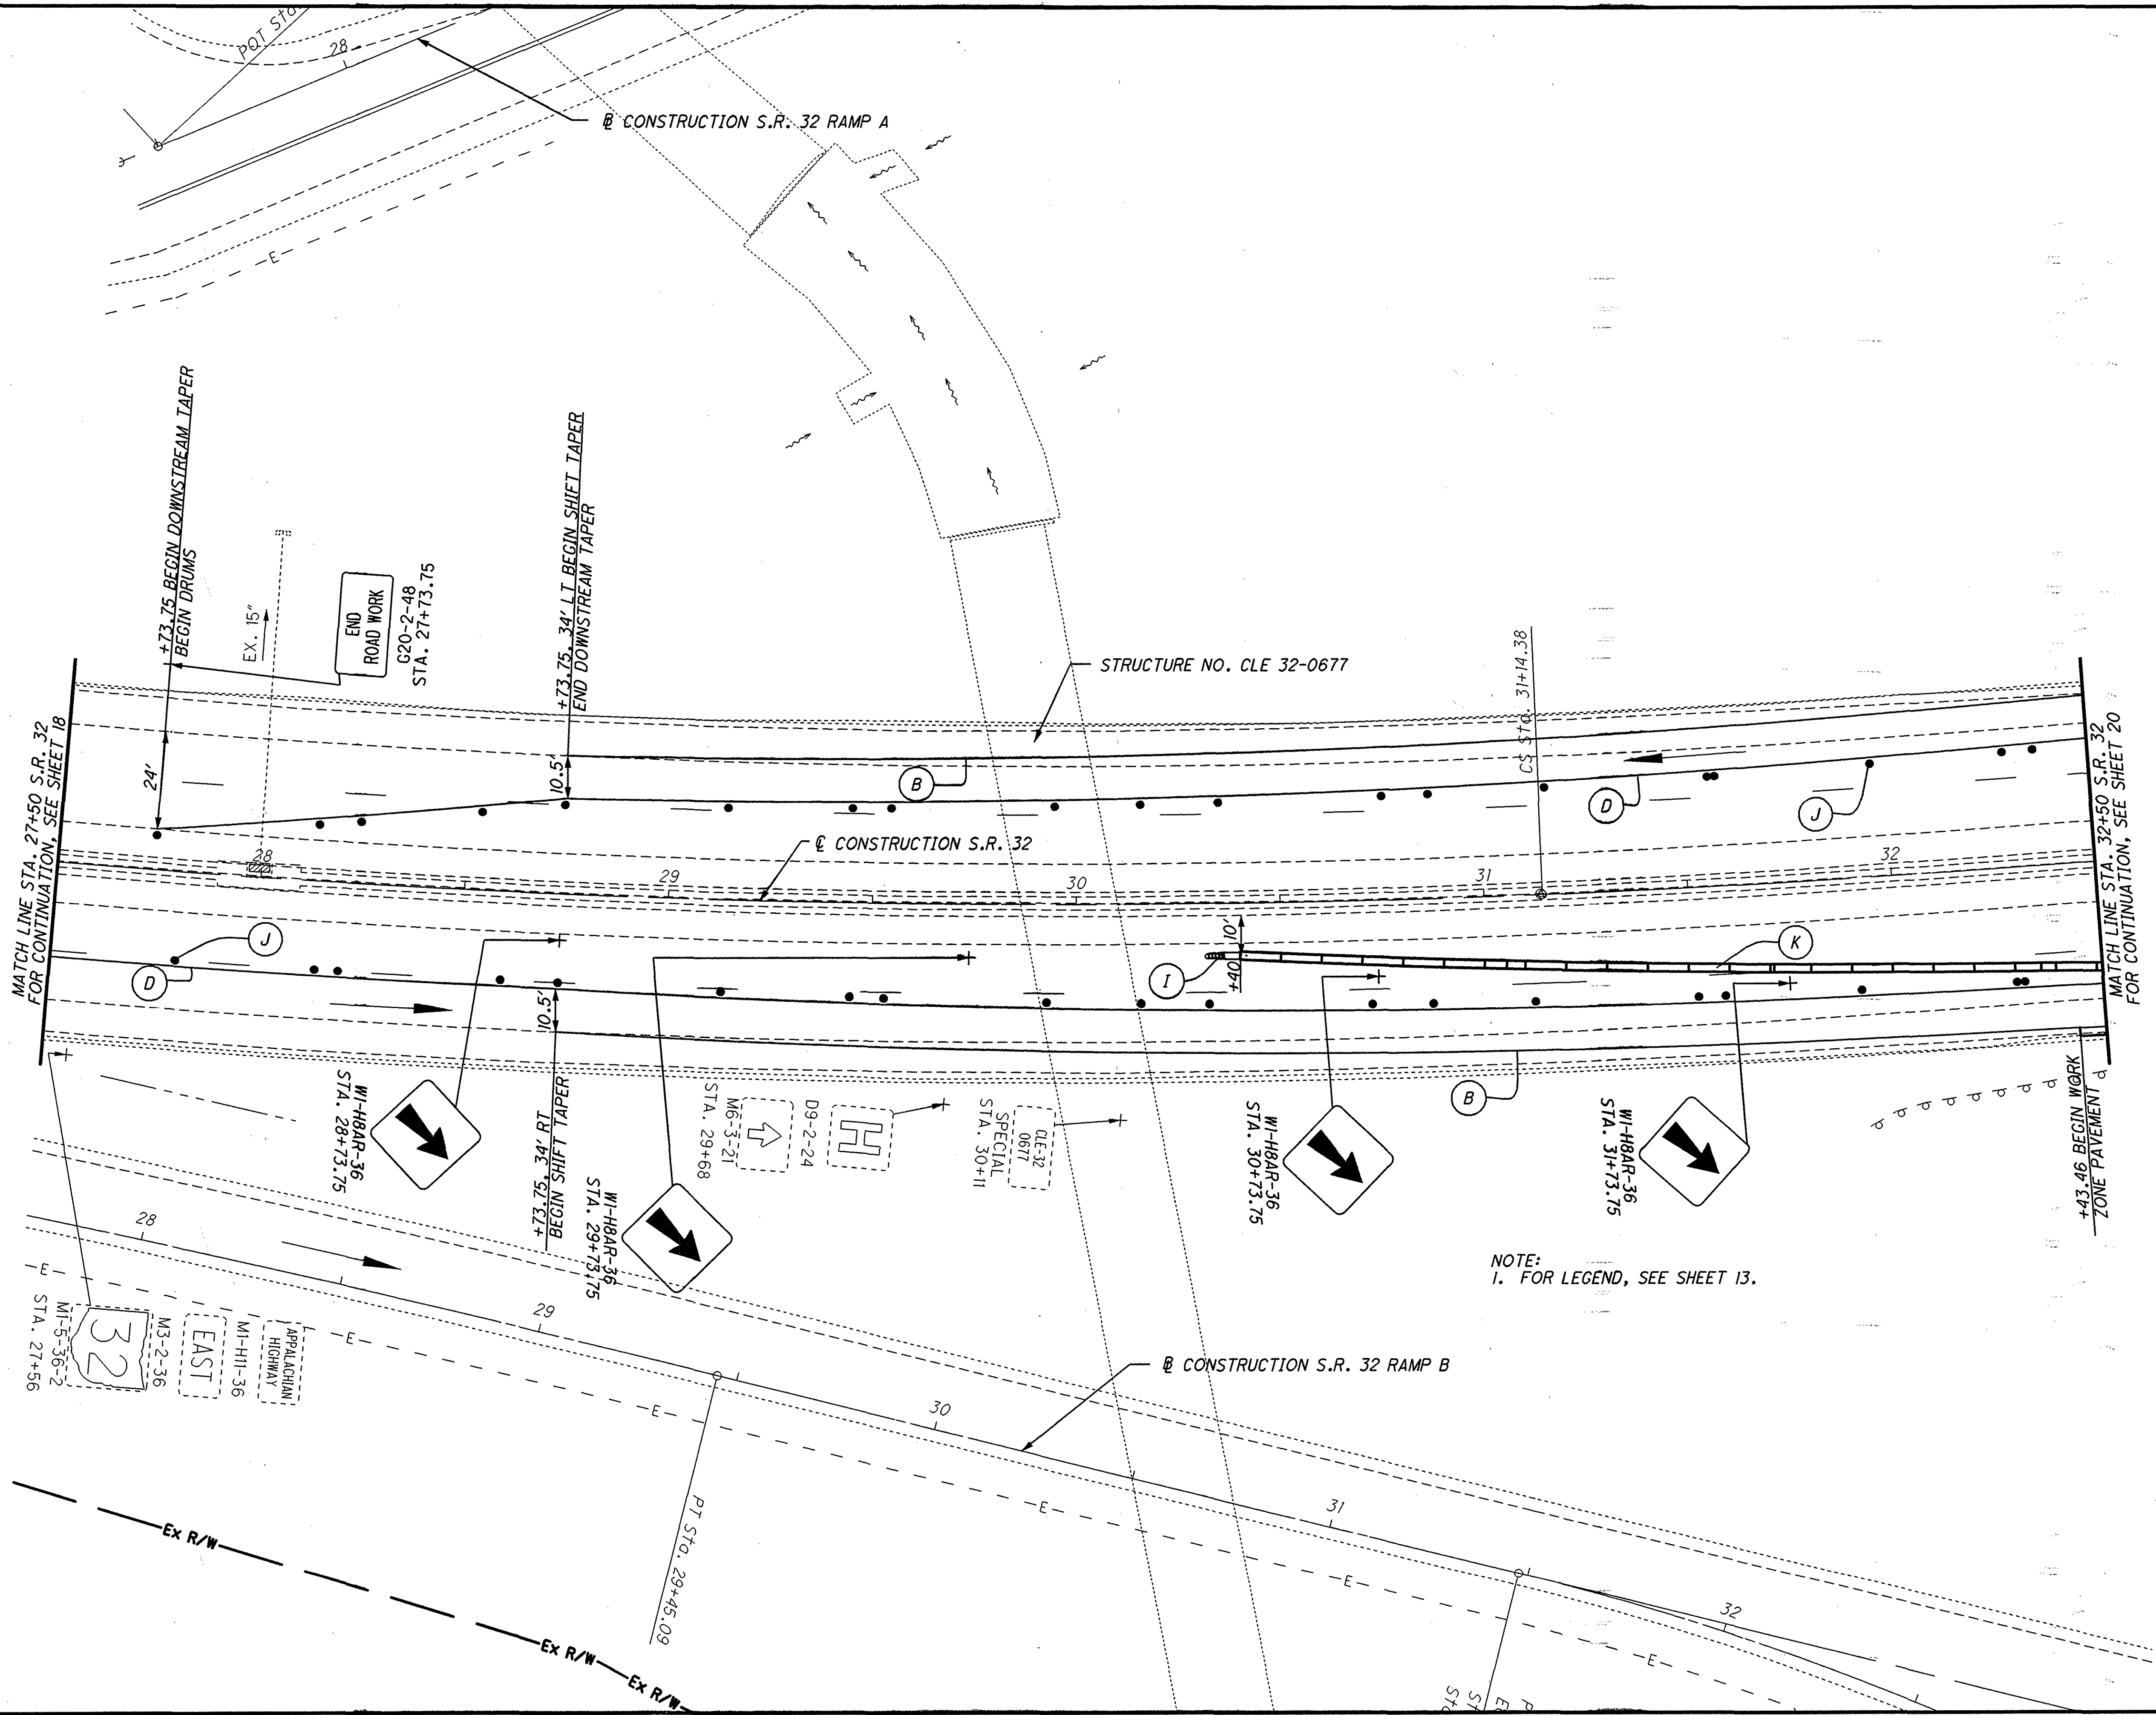 POT Sta.
28
℄ CONSTRUCTION S.R. 32 RAMP A
E
+73.75 BEGIN DOWNSTREAM TAPER
BEGIN DRUMS
EX. 15"
END
ROAD WORK
G20-2-48
STA. 27+73.75
+73.75, 34' LT BEGIN SHIFT TAPER
END DOWNSTREAM TAPER
STRUCTURE NO. CLE 32-0677
CS Sta. 31+14.38
MATCH LINE STA. 27+50 S.R. 32
FOR CONTINUATION, SEE SHEET 18
MATCH LINE STA. 32+50 S.R. 32
FOR CONTINUATION, SEE SHEET 20
24'
10.5'
B
D
J
℄ CONSTRUCTION S.R. 32
28
29
30
31
32
J
D
10.5'
10'
+40
I
K
B
W1-H8AR-36
STA. 28+73.75
+73.75, 34' RT
BEGIN SHIFT TAPER
W1-H8AR-36
STA. 29+73.75
M6-3-21
STA. 29+68
D9-2-24
H
CLE-32
0677
SPECIAL
STA. 30+11
W1-H8AR-36
STA. 30+73.75
W1-H8AR-36
STA. 31+73.75
+43.46 BEGIN WORK
ZONE PAVEMENT
NOTE:
1. FOR LEGEND, SEE SHEET 13.
28
29
30
31
32
E
E
E
E
E
E
32
M1-5-36-2
STA. 27+56
EAST
M3-2-36
APPALACHIAN
HIGHWAY
M1-H11-36
℄ CONSTRUCTION S.R. 32 RAMP B
PT Sta. 29+45.09
Ex R/W
Ex R/W
Ex R/W